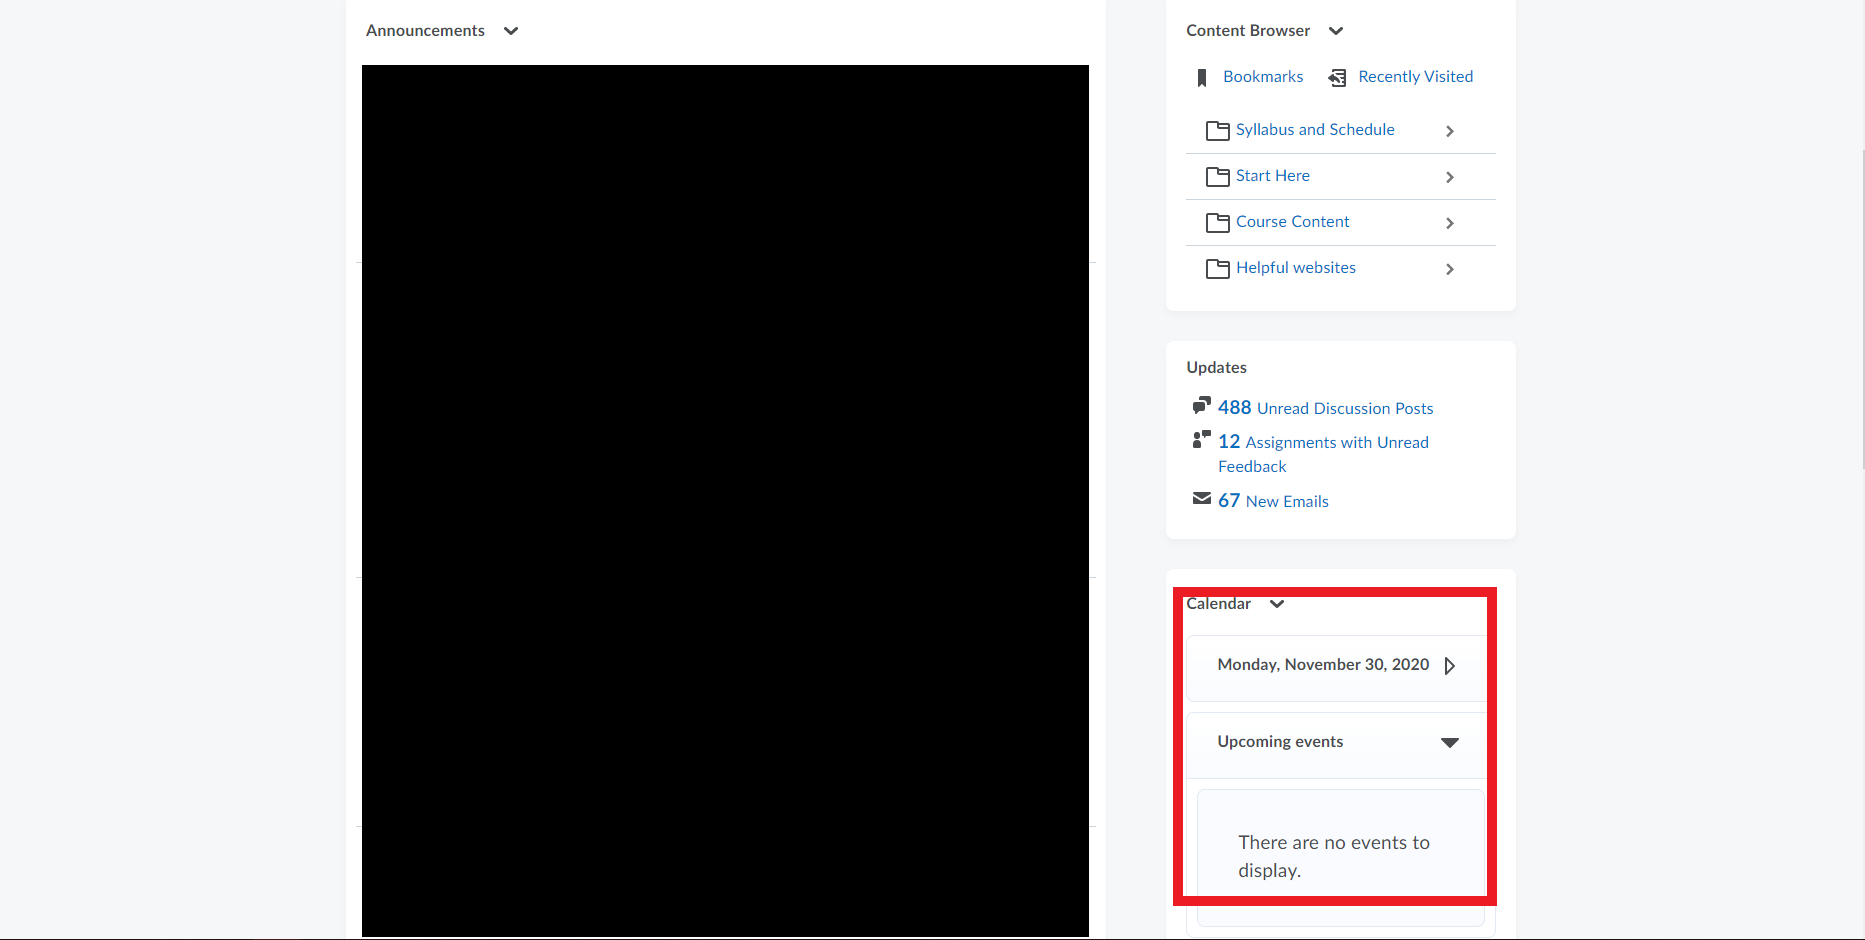 Announcements
Content Browser
Bookmarks Recently Visited
Syllabus and Schedule
Start Here
Course Content
Helpful websites
Updates
488 Unread Discussion Posts
12 Assignments with Unread
Feedback
67 New Emails
Calendar
Monday, November 30, 2020
Upcoming events
There are no events to
display.